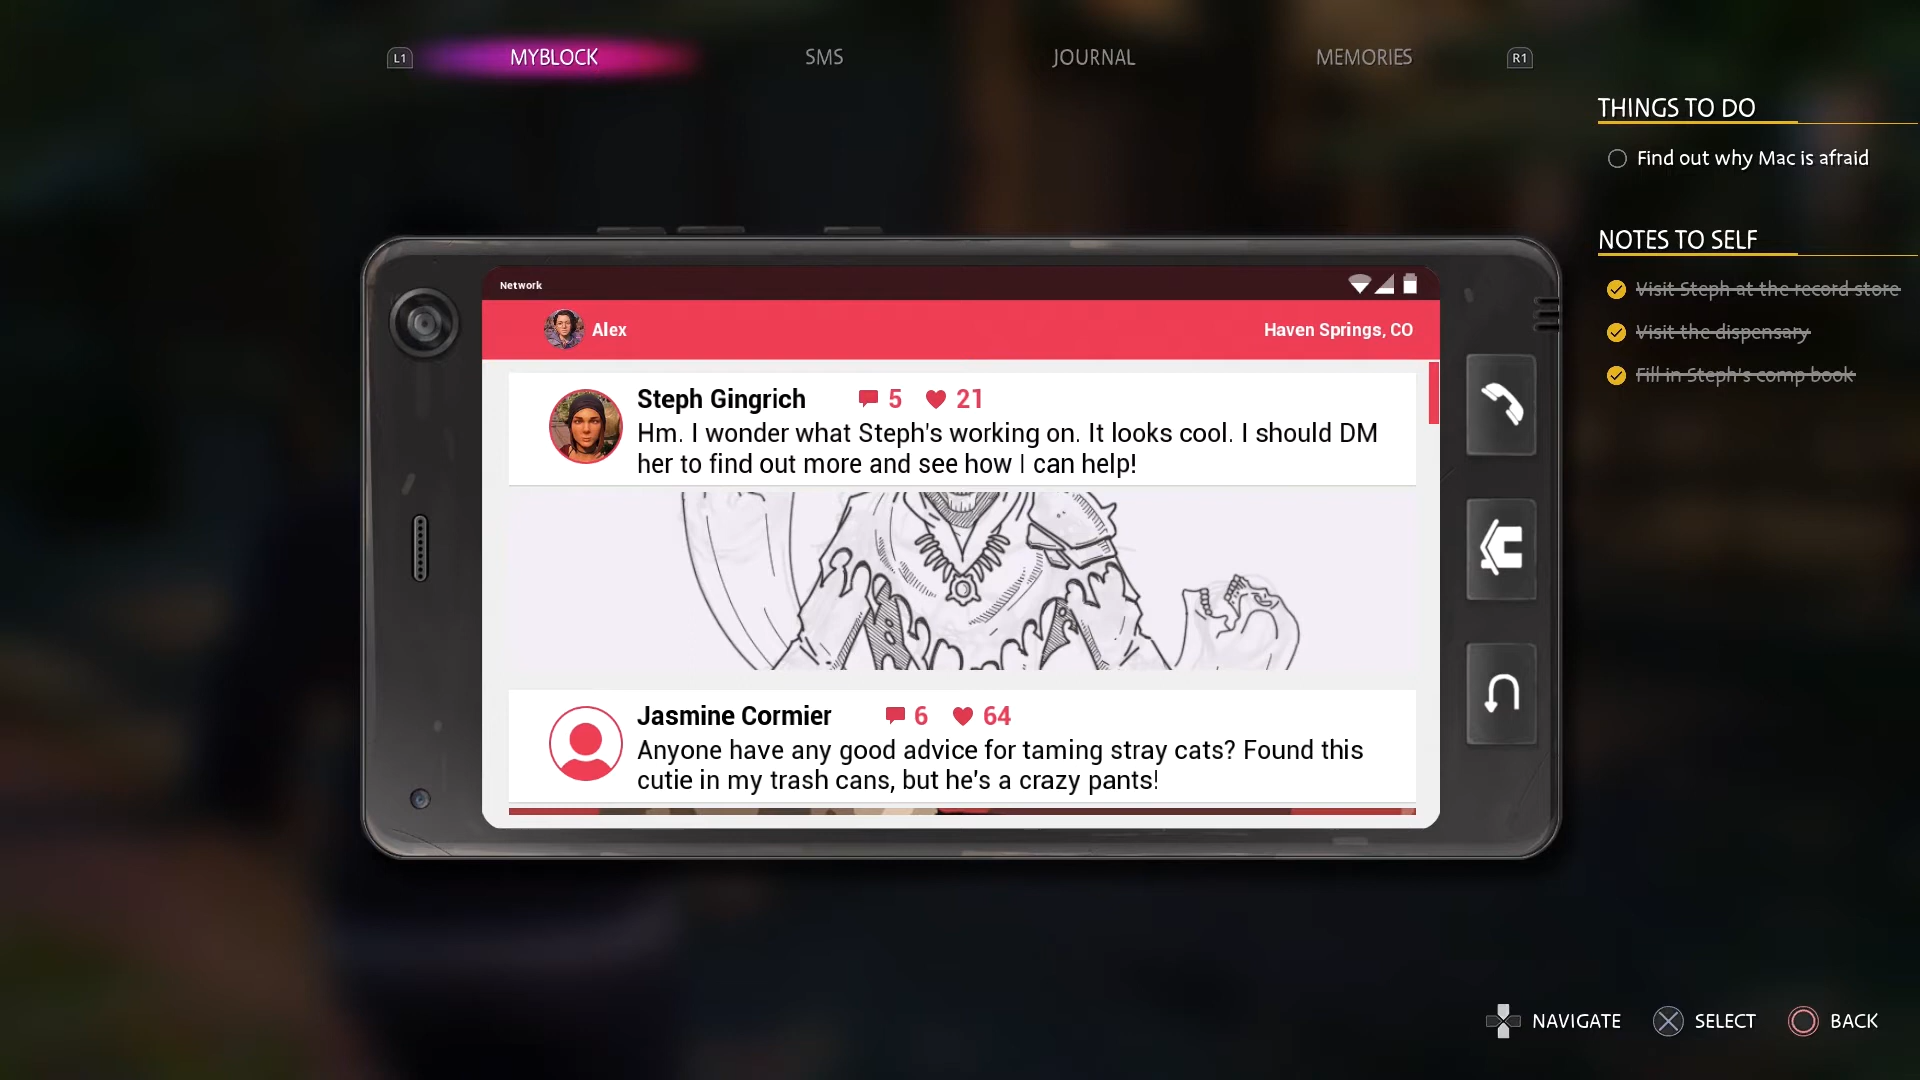 L1
MYBLOCK
SMS
JOURNAL
MEMORIES
R1
THINGS TO DO
Find out why Mac is afraid
NOTES TO SELF
Visit Steph at the record store
Visit the dispensary
Fill in Steph's comp book
Network
Alex
Haven Springs, CO
Steph Gingrich 5 21
Hm. I wonder what Steph's working on. It looks cool. I should DM
her to find out more and see how I can help!
Jasmine Cormier 6 64
Anyone have any good advice for taming stray cats? Found this
cutie in my trash cans, but he's a crazy pants!
NAVIGATE
SELECT
BACK